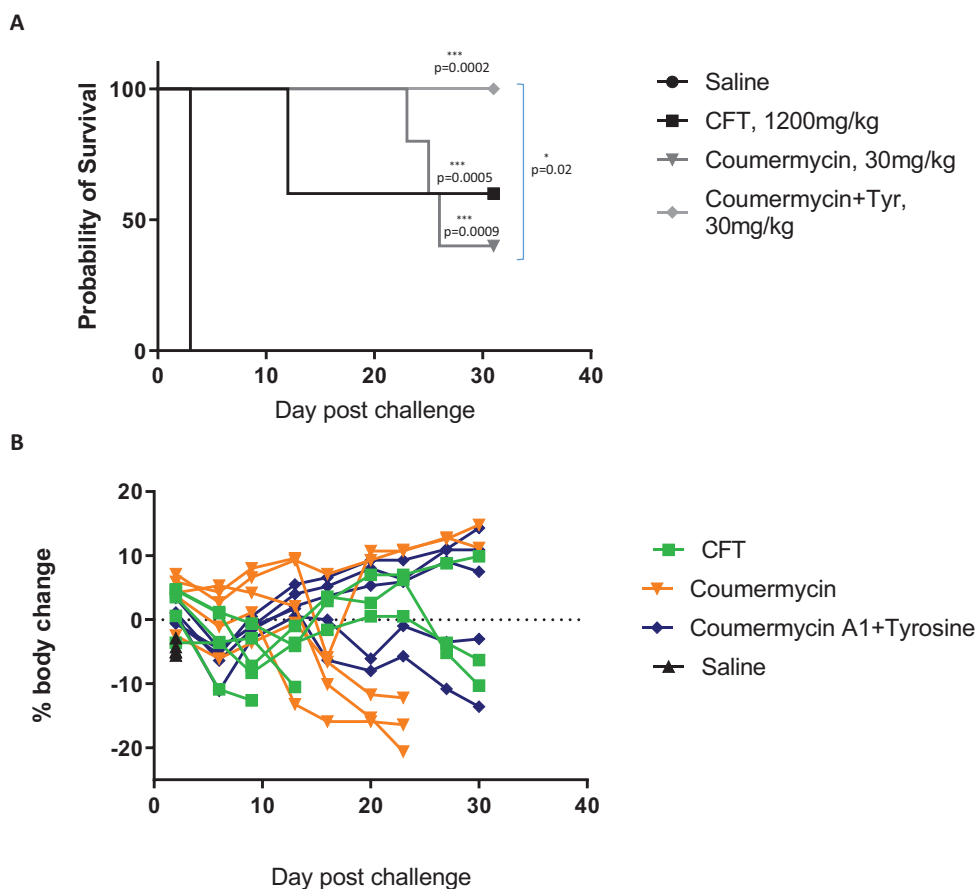 A
Probability of Survival
100
50
0
0
10
20
30
40
Day post challenge
***
p=0.0002
***
p=0.0005
***
p=0.0009
*
p=0.02
Saline
CFT, 1200mg/kg
Coumermycin, 30mg/kg
Coumermycin+Tyr,
30mg/kg
B
% body change
20
10
0
-10
-20
0
10
20
30
40
Day post challenge
CFT
Coumermycin
Counmermycin A1+Tyrosine
Saline